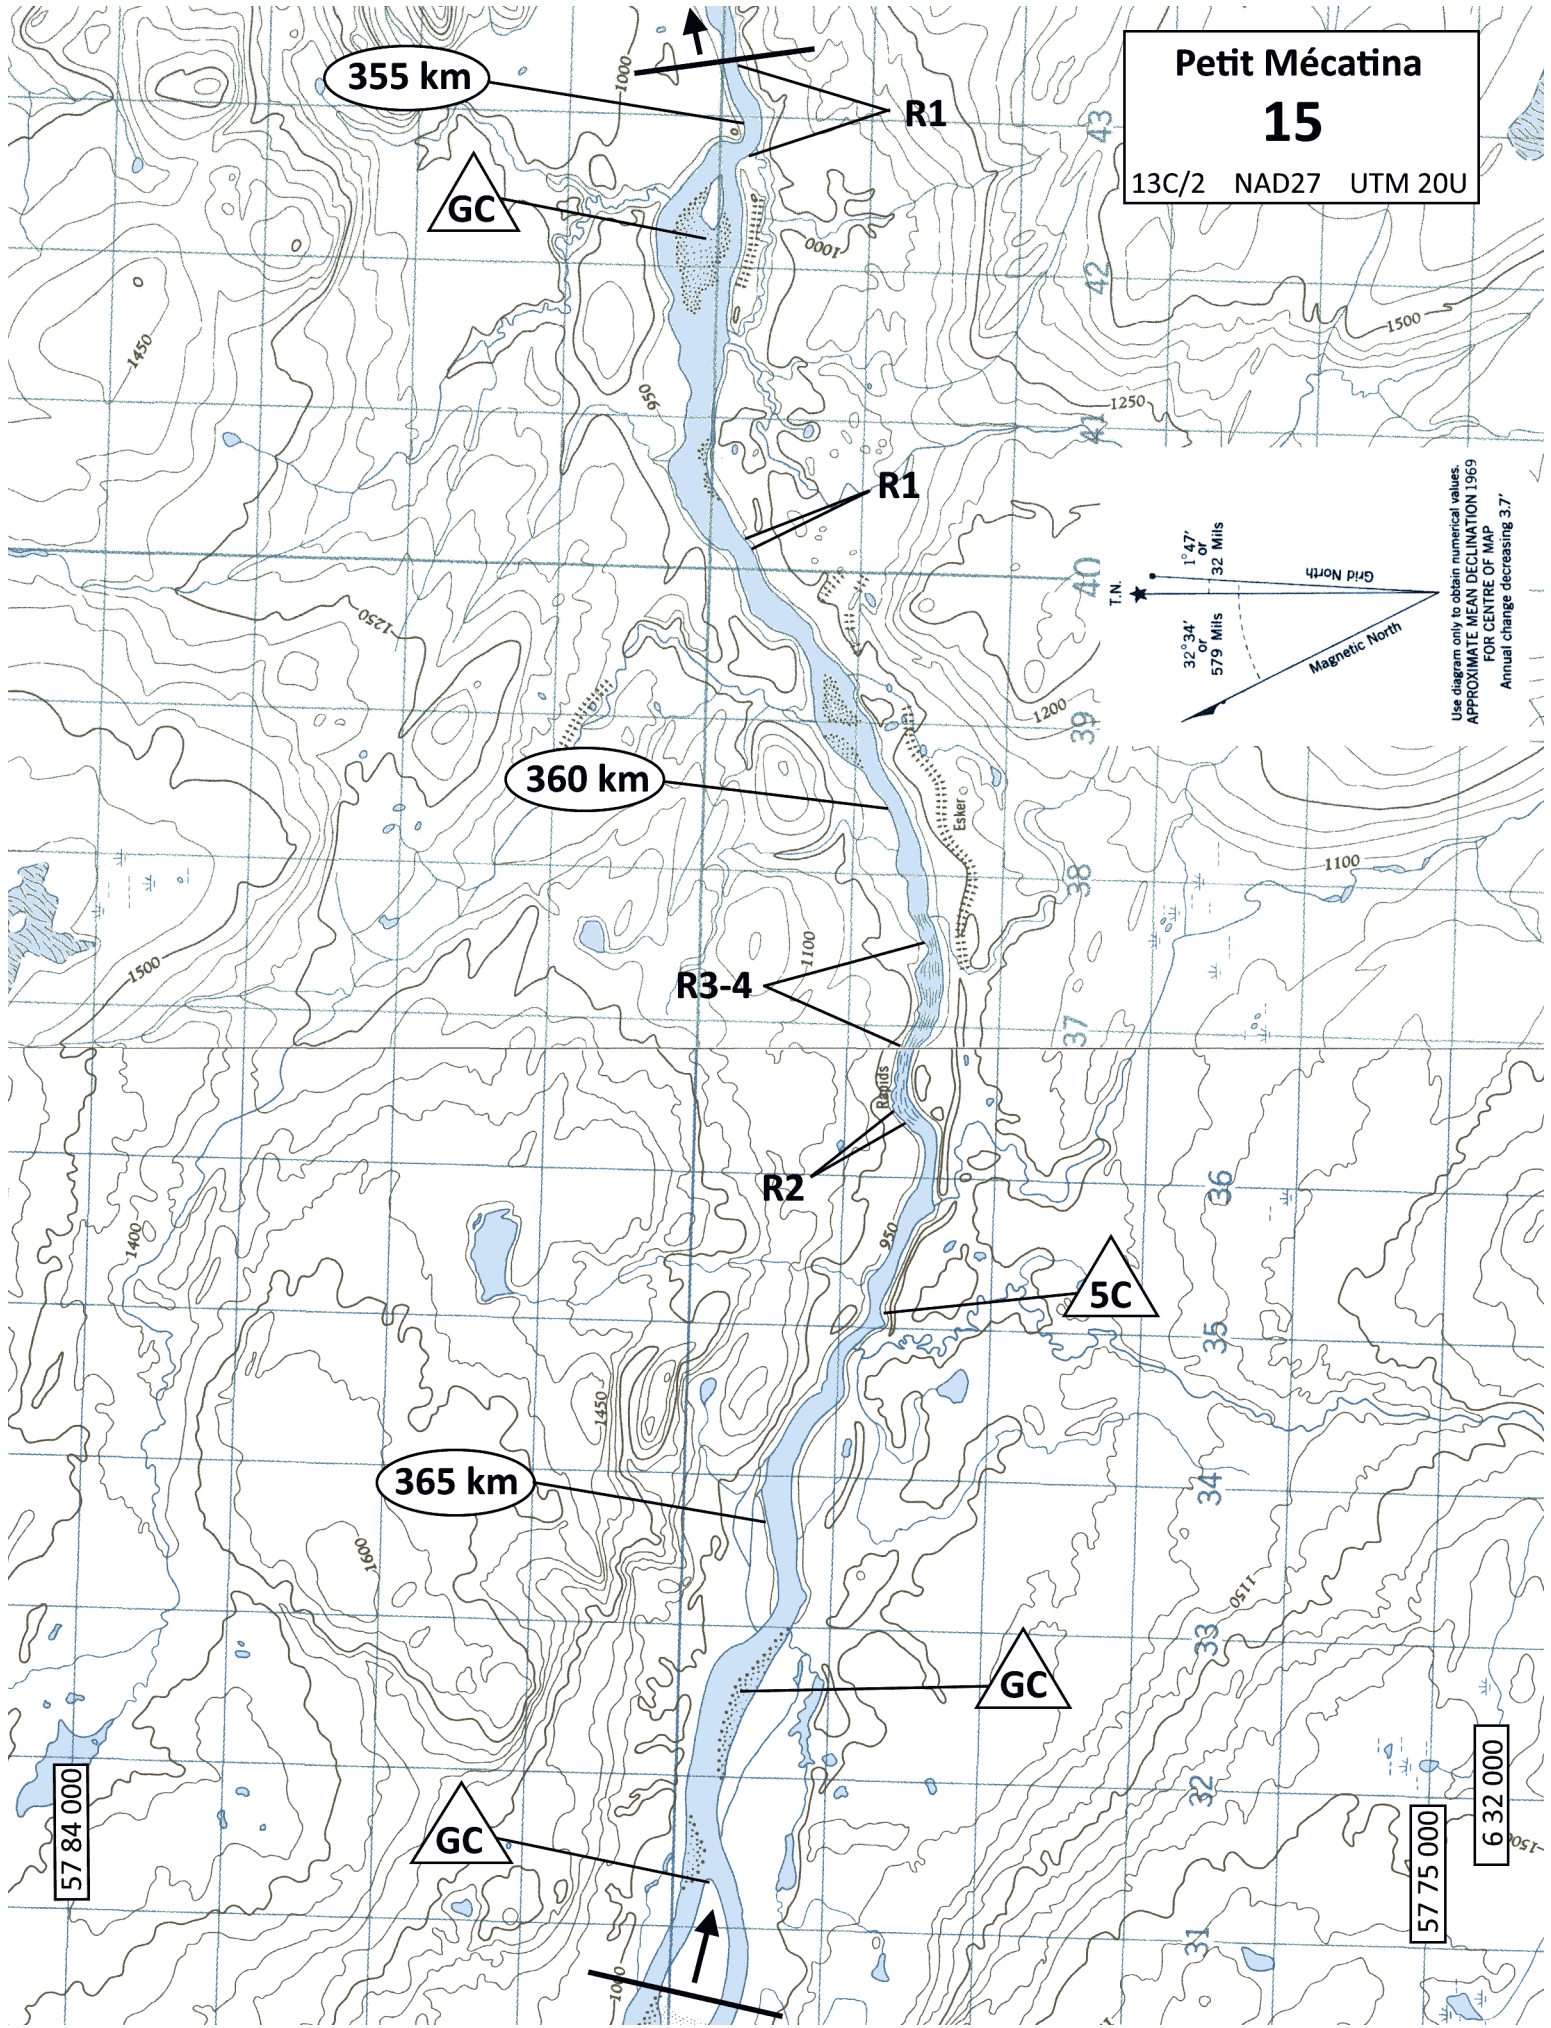 Petit Mécatina
15
13C/2 NAD27 UTM 20U
355 km
R1
1000
43
GC
1000
42
1450
1500
950
1250
41
R1
40
T.N.
1°47'
or
32 Mils
Grid North
32°34'
or
579 Mils
Magnetic North
Use diagram only to obtain numerical values.
APPROXIMATE MEAN DECLINATION 1969
FOR CENTRE OF MAP
Annual change decreasing 3.7'
1250
1200
39
360 km
Esker
1100
38
1500
1100
R3-4
37
Rapids
R2
36
1400
950
5C
35
1450
365 km
34
1600
1150
33
GC
32
57 84 000
GC
6 32 000
57 75 000
1500
31
1000